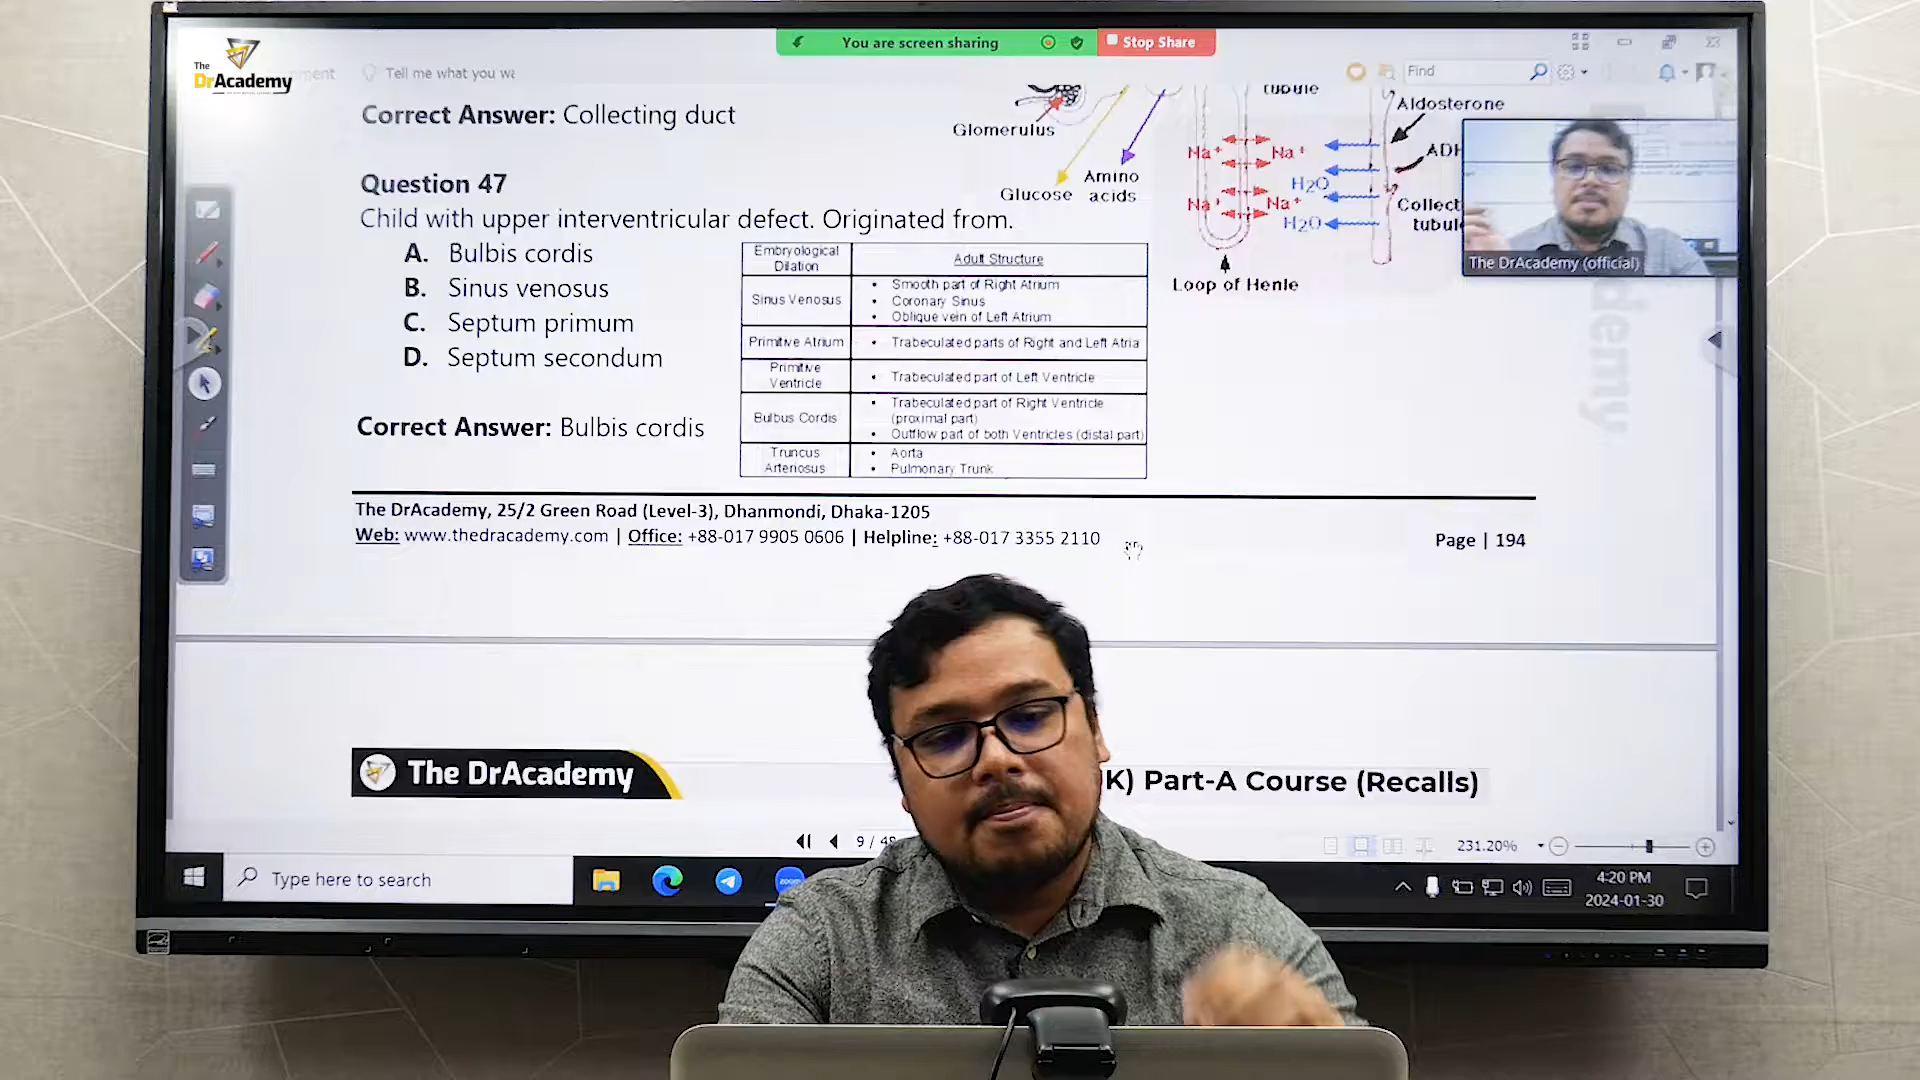 The
DrAcademy
Tell me what you wa
You are screen sharing
Stop Share
Find
Correct Answer: Collecting duct
tubule
Aldosterone
Glomerulus
Na+ Na+
ADH
Amino
acids
Glucose
H2O
Na+ Na+
Collect
H2O
tubule
Loop of Henle
The DrAcademy (official)
Question 47
Child with upper interventricular defect. Originated from.
A. Bulbis cordis
B. Sinus venosus
C. Septum primum
D. Septum secondum
Correct Answer: Bulbis cordis
Embryological
Dilation
Adult Structure
Sinus Venosus
• Smooth part of Right Atrium
• Coronary Sinus
• Oblique vein of Left Atrium
Primitive Atrium
• Trabeculated parts of Right and Left Atria
Primitive
Ventricle
• Trabeculated part of Left Ventricle
Bulbus Cordis
• Trabeculated part of Right Ventricle
(proximal part)
• Outflow part of both Ventricles (distal part)
Truncus
Arteriosus
• Aorta
• Pulmonary Trunk
The DrAcademy, 25/2 Green Road (Level-3), Dhanmondi, Dhaka-1205
Web: www.thedracademy.com | Office: +88-017 9905 0606 | Helpline: +88-017 3355 2110
Page | 194
The DrAcademy
K) Part-A Course (Recalls)
9 / 48
231.20%
Type here to search
zoom
4:20 PM
2024-01-30